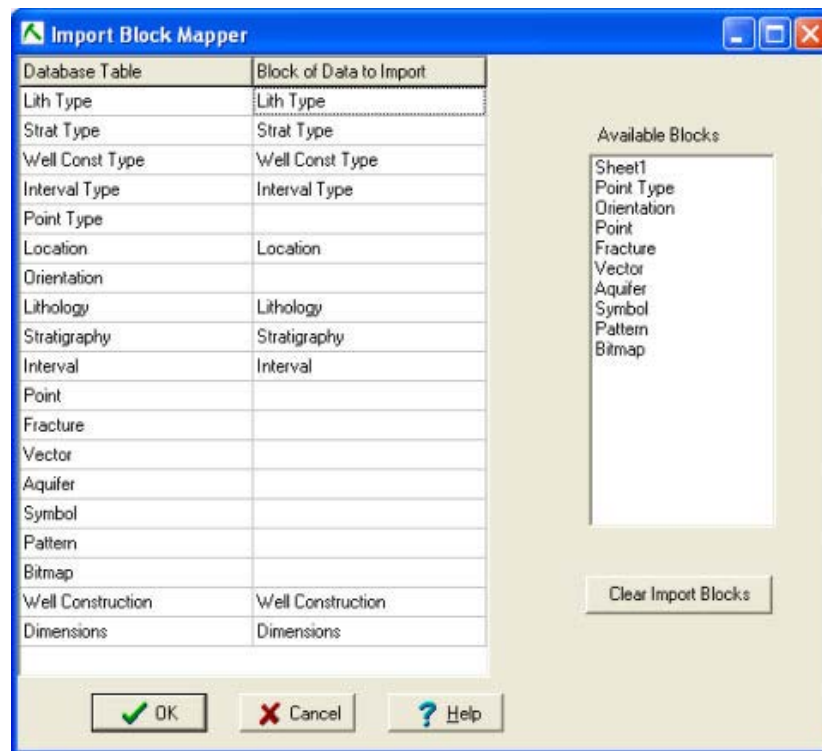 Import Block Mapper
Database Table Block of Data to Import
Lith Type Lith Type
Strat Type Strat Type
Well Const Type Well Const Type
Interval Type Interval Type
Point Type
Location Location
Orientation
Lithology Lithology
Stratigraphy Stratigraphy
Interval Interval
Point
Fracture
Vector
Aquifer
Symbol
Pattern
Bitmap
Well Construction Well Construction
Dimensions Dimensions
Available Blocks
Sheet1
Point Type
Orientation
Point
Fracture
Vector
Aquifer
Symbol
Pattern
Bitmap
Clear Import Blocks
OK Cancel Help